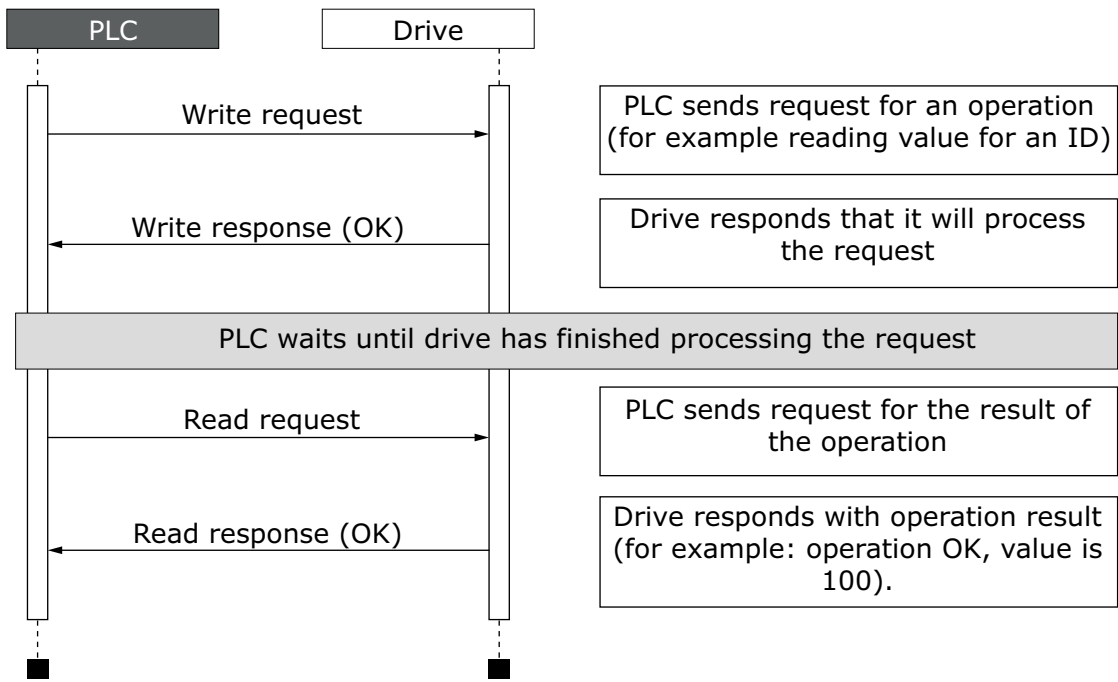 PLC
Drive
Write request
PLC sends request for an operation
(for example reading value for an ID)
Write response (OK)
Drive responds that it will process
the request
PLC waits until drive has finished processing the request
Read request
PLC sends request for the result of
the operation
Read response (OK)
Drive responds with operation result
(for example: operation OK, value is
100).